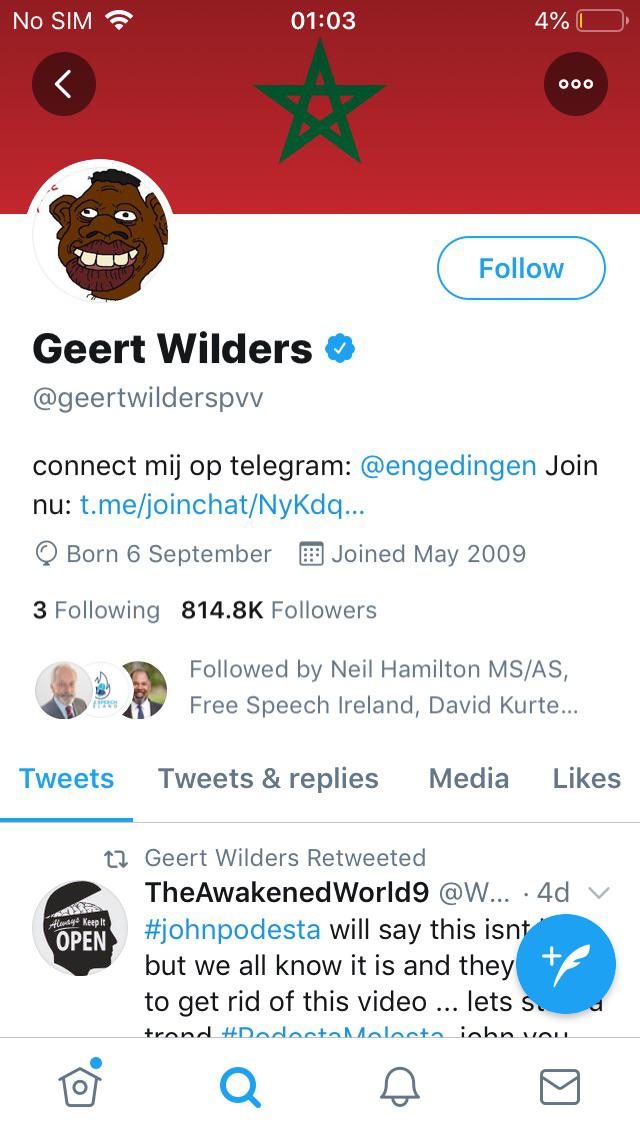 No SIM 01:03 4%
Follow
Geert Wilders
@geertwilderspvv
connect mij op telegram: @engedingen Join
nu: t.me/joinchat/NyKdq...
Born 6 September Joined May 2009
3 Following 814.8K Followers
Followed by Neil Hamilton MS/AS,
Free Speech Ireland, David Kurte...
Tweets Tweets & replies Media Likes
Geert Wilders Retweeted
TheAwakenedWorld9 @W... · 4d
Always Keep It
OPEN
#johnpodesta will say this isnt
but we all know it is and they
to get rid of this video ... lets
trend #PodestaMolesta john you